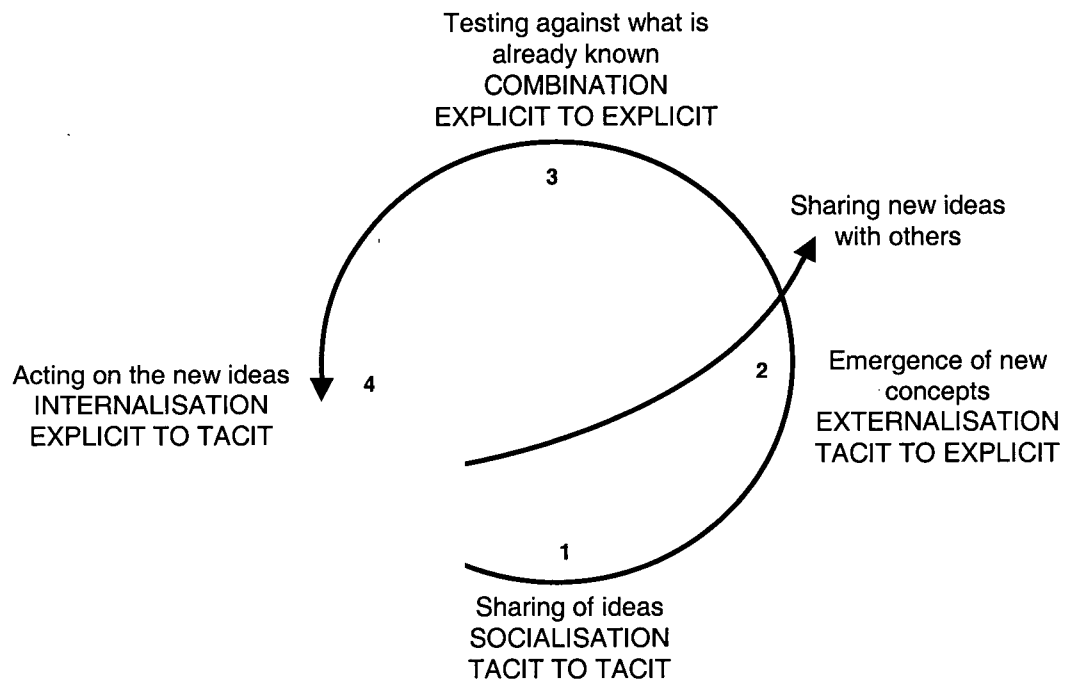 Testing against what is
already known
COMBINATION
EXPLICIT TO EXPLICIT
3
Sharing new ideas
with others
Acting on the new ideas
INTERNALISATION
EXPLICIT TO TACIT
4
2
Emergence of new
concepts
EXTERNALISATION
TACIT TO EXPLICIT
1
Sharing of ideas
SOCIALISATION
TACIT TO TACIT